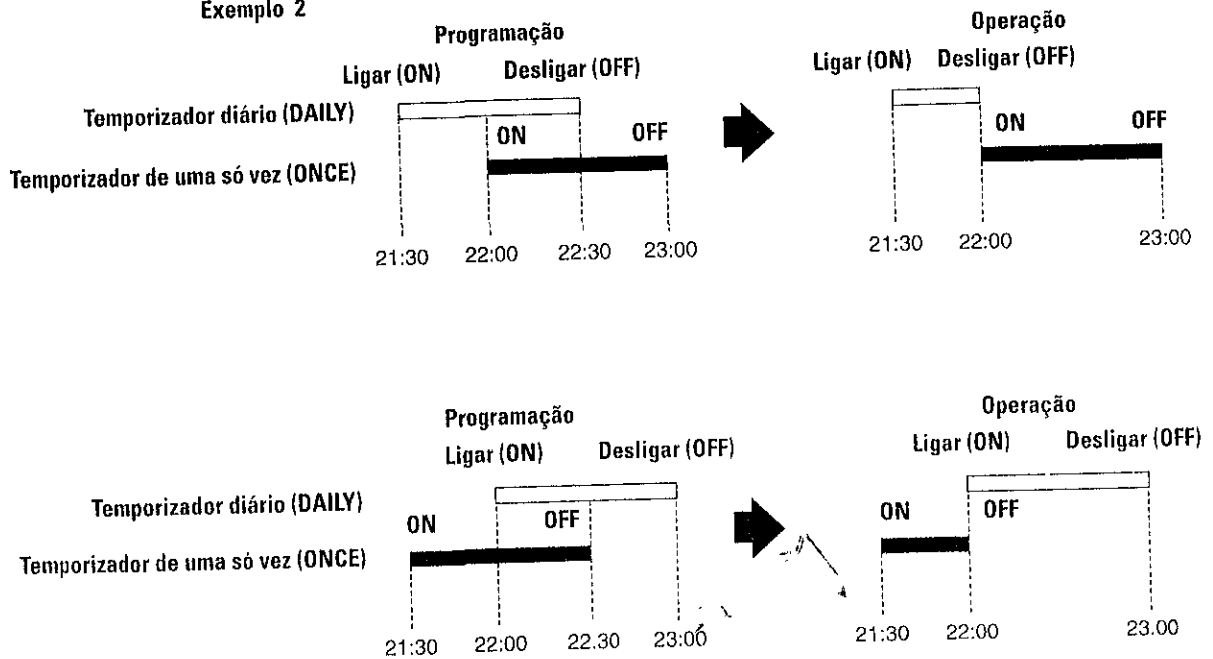 Exemplo 2
Programação
Ligar (ON) Desligar (OFF)
Temporizador diário (DAILY)
ON OFF
Temporizador de uma só vez (ONCE)
21:30 22:00 22:30 23:00
Operação
Ligar (ON) Desligar (OFF)
ON OFF
21:30 22:00 23:00
Programação
Ligar (ON) Desligar (OFF)
Temporizador diário (DAILY)
ON OFF
Temporizador de uma só vez (ONCE)
21:30 22:00 22.30 23:00
Operação
Ligar (ON) Desligar (OFF)
ON OFF
21:30 22:00 23.00